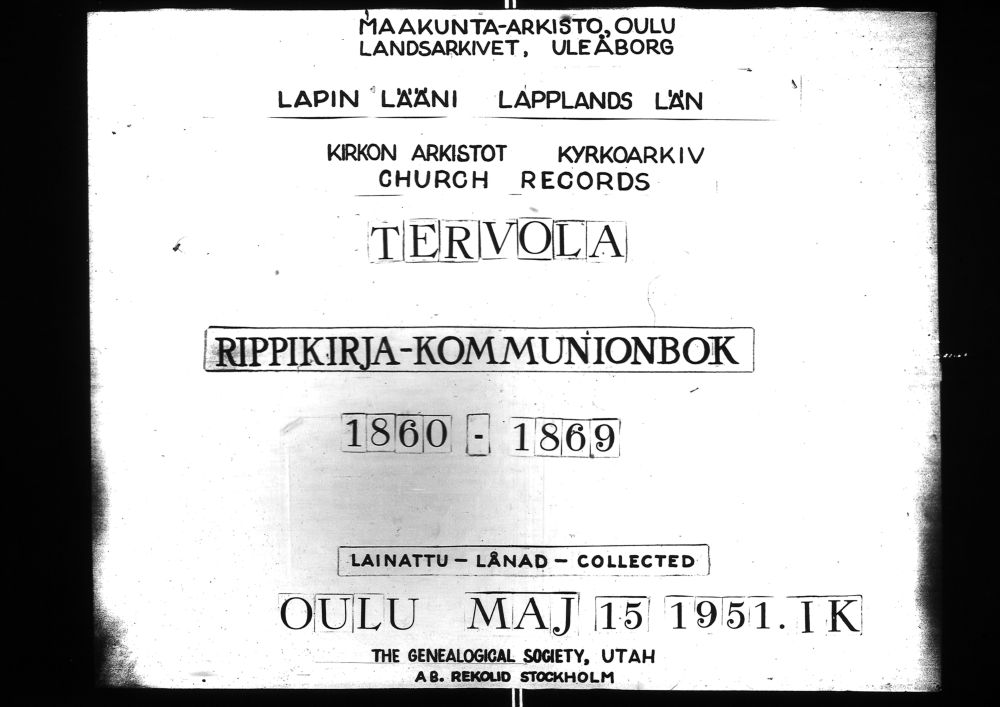 MAAKUNTA-ARKISTO, OULU
LANDSARKIVET, ULEÅBORG
LAPIN LÄÄNI LAPPLANDS LÄN
KIRKON ARKISTOT KYRKOARKIV
CHURCH RECORDS
TERVOLA
RIPPIKIRJA-KOMMUNIONBOK
1860 - 1869
LAINATTU - LÅNAD - COLLECTED
OULU MAJ 15 1951. IK
THE GENEALOGICAL SOCIETY, UTAH
AB. REKOLID STOCKHOLM